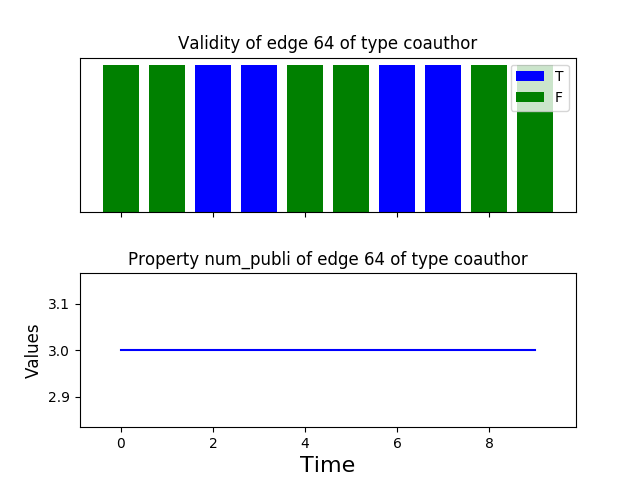 Validity of edge 64 of type coauthor
T
F
Property num_publi of edge 64 of type coauthor
3.1
3.0
2.9
Values
0 2 4 6 8
Time